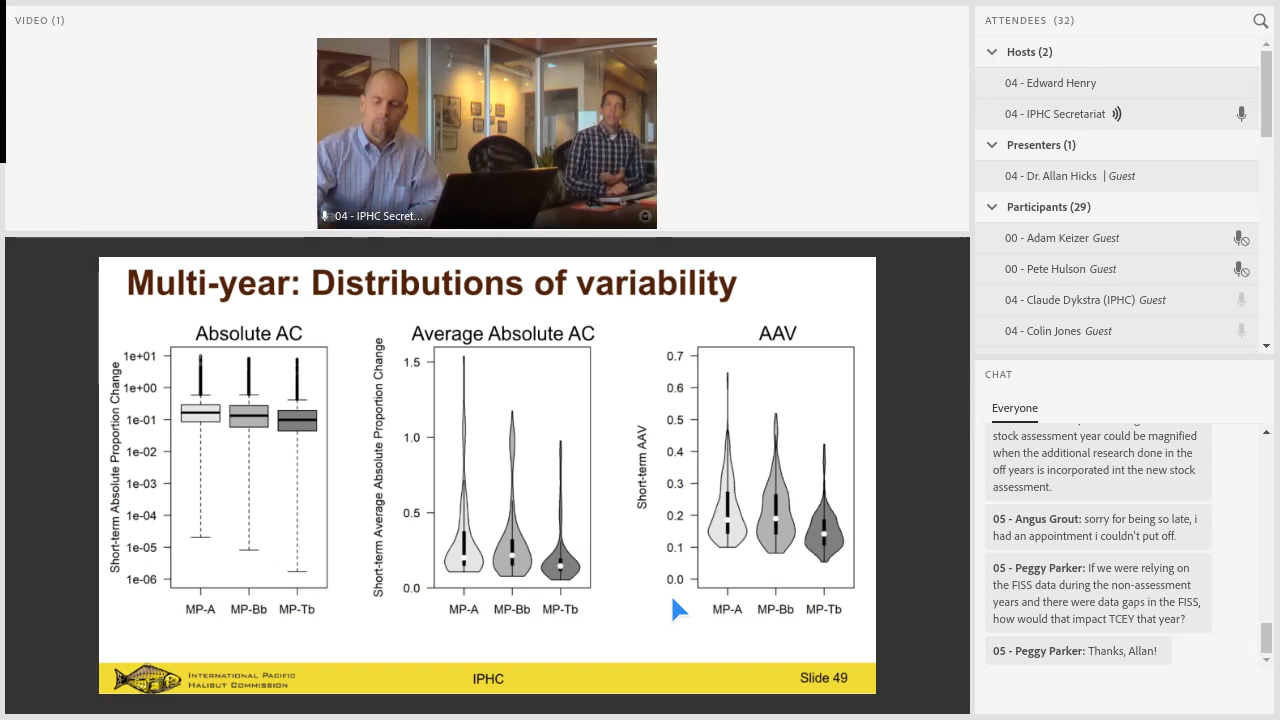 VIDEO (1)
04 - IPHC Secret...
Multi-year: Distributions of variability
Absolute AC
Short-term Absolute Proportion Change
1e+01
1e+00
1e-01
1e-02
1e-03
1e-04
1e-05
1e-06
MP-A MP-Bb MP-Tb
Average Absolute AC
Short-term Average Absolute Proportion Change
1.5
1.0
0.5
0.0
MP-A MP-Bb MP-Tb
AAV
Short-term AAV
0.7
0.6
0.5
0.4
0.3
0.2
0.1
0.0
MP-A MP-Bb MP-Tb
INTERNATIONAL PACIFIC
HALIBUT COMMISSION
IPHC
Slide 49
ATTENDEES (32)
Hosts (2)
04 - Edward Henry
04 - IPHC Secretariat
Presenters (1)
04 - Dr. Allan Hicks | Guest
Participants (29)
00 - Adam Keizer Guest
00 - Pete Hulson Guest
04 - Claude Dykstra (IPHC) Guest
04 - Colin Jones Guest
CHAT
Everyone
stock assessment year could be magnified
when the additional research done in the
off years is incorporated int the new stock
assessment.
05 - Angus Grout: sorry for being so late, i
had an appointment i couldn't put off.
05 - Peggy Parker: If we were relying on
the FISS data during the non-assessment
years and there were data gaps in the FISS,
how would that impact TCEY that year?
05 - Peggy Parker: Thanks, Allan!